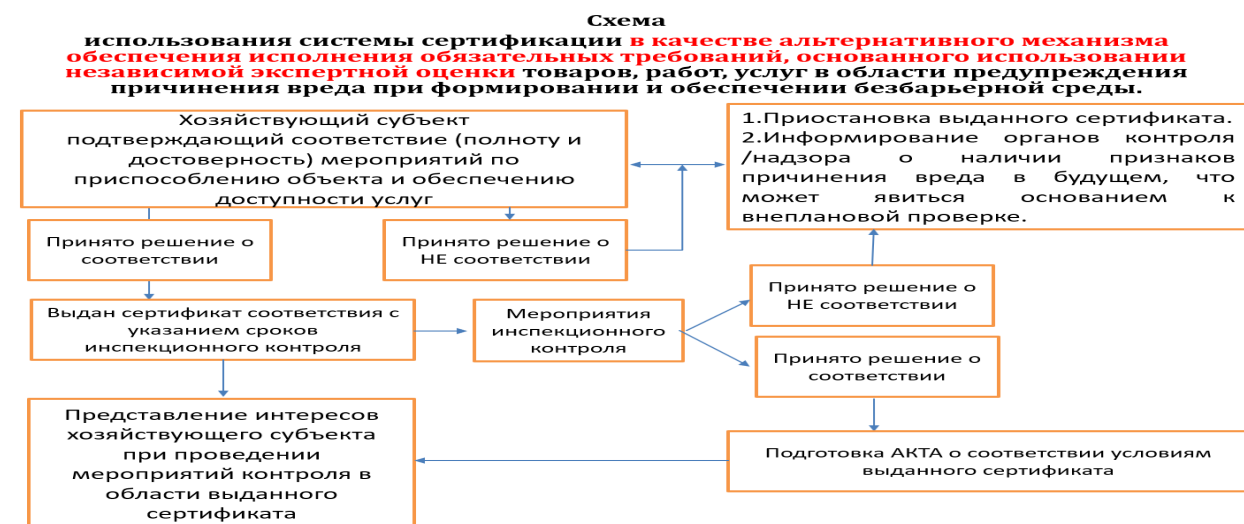 Схема
использования системы сертификации в качестве альтернативного механизма
обеспечения исполнения обязательных требований, основанного использовании
независимой экспертной оценки товаров, работ, услуг в области предупреждения
причинения вреда при формировании и обеспечении безбарьерной среды.
Хозяйствующий субъект
подтверждающий соответствие (полноту и
достоверность) мероприятий по
приспособлению объекта и обеспечению
доступности услуг
1.Приостановка выданного сертификата.
2.Информирование органов контроля
/надзора о наличии признаков
причинения вреда в будущем, что
может явиться основанием к
внеплановой проверке.
Принято решение о
соответствии
Принято решение о
НЕ соответствии
Выдан сертификат соответствия с
указанием сроков
инспекционного контроля
Мероприятия
инспекционного
контроля
Принято решение о
НЕ соответствии
Принято решение о
соответствии
Представление интересов
хозяйствующего субъекта
при проведении
мероприятий контроля в
области выданного
сертификата
Подготовка АКТА о соответствии условиям
выданного сертификата